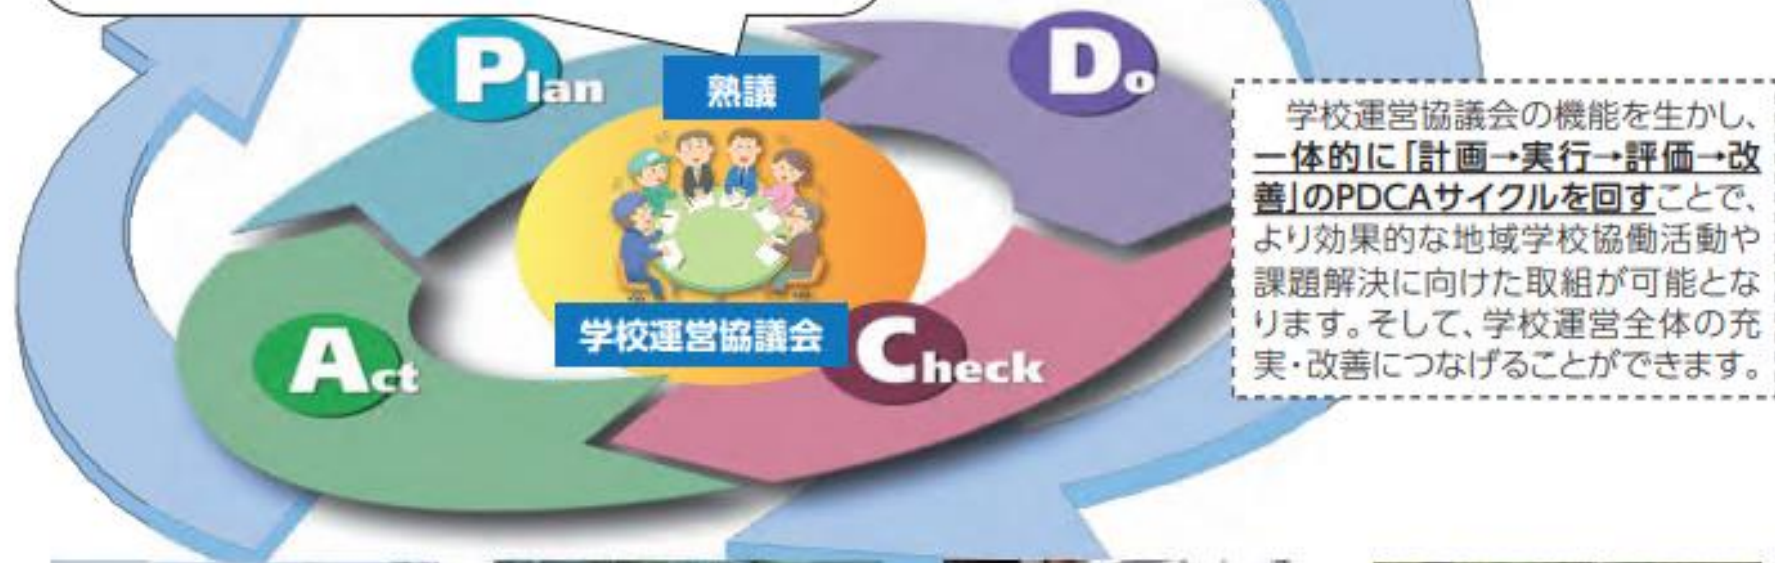 Plan
Do
熟議
学校運営協議会
Check
Act
学校運営協議会の機能を生かし、
一体的に「計画→実行→評価→改
善」のPDCAサイクルを回すことで、
より効果的な地域学校協働活動や
課題解決に向けた取組が可能とな
ります。そして、学校運営全体の充
実・改善につなげることができます。